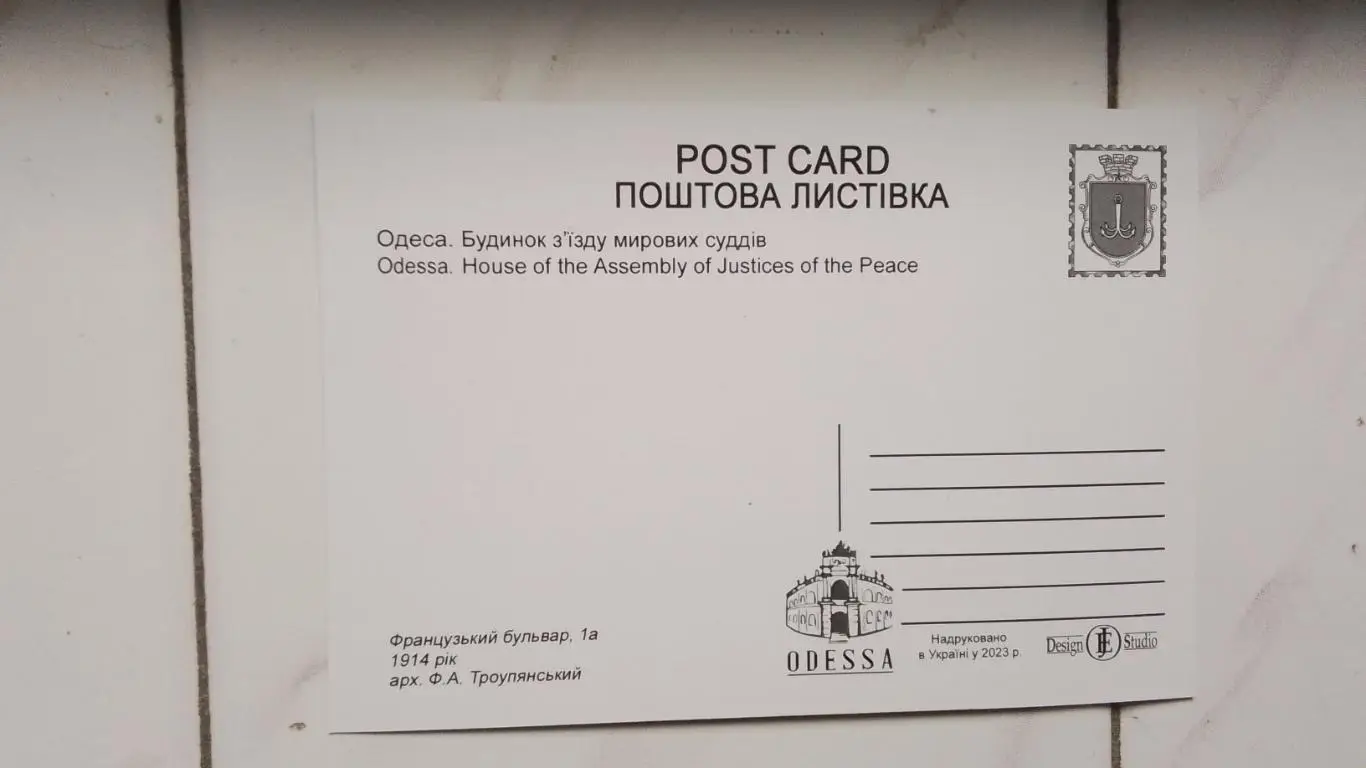 POST CARD
ПОШТОВА ЛИСТІВКА
Одеса. Будинок з'їзду мирових суддів
Odessa. House of the Assembly of Justices of the Peace
Французький бульвар, 1а
1914 рік
арх. Ф.А. Троупянський
ODESSA
Надруковано
в Україні у 2023 р.
Design Studio